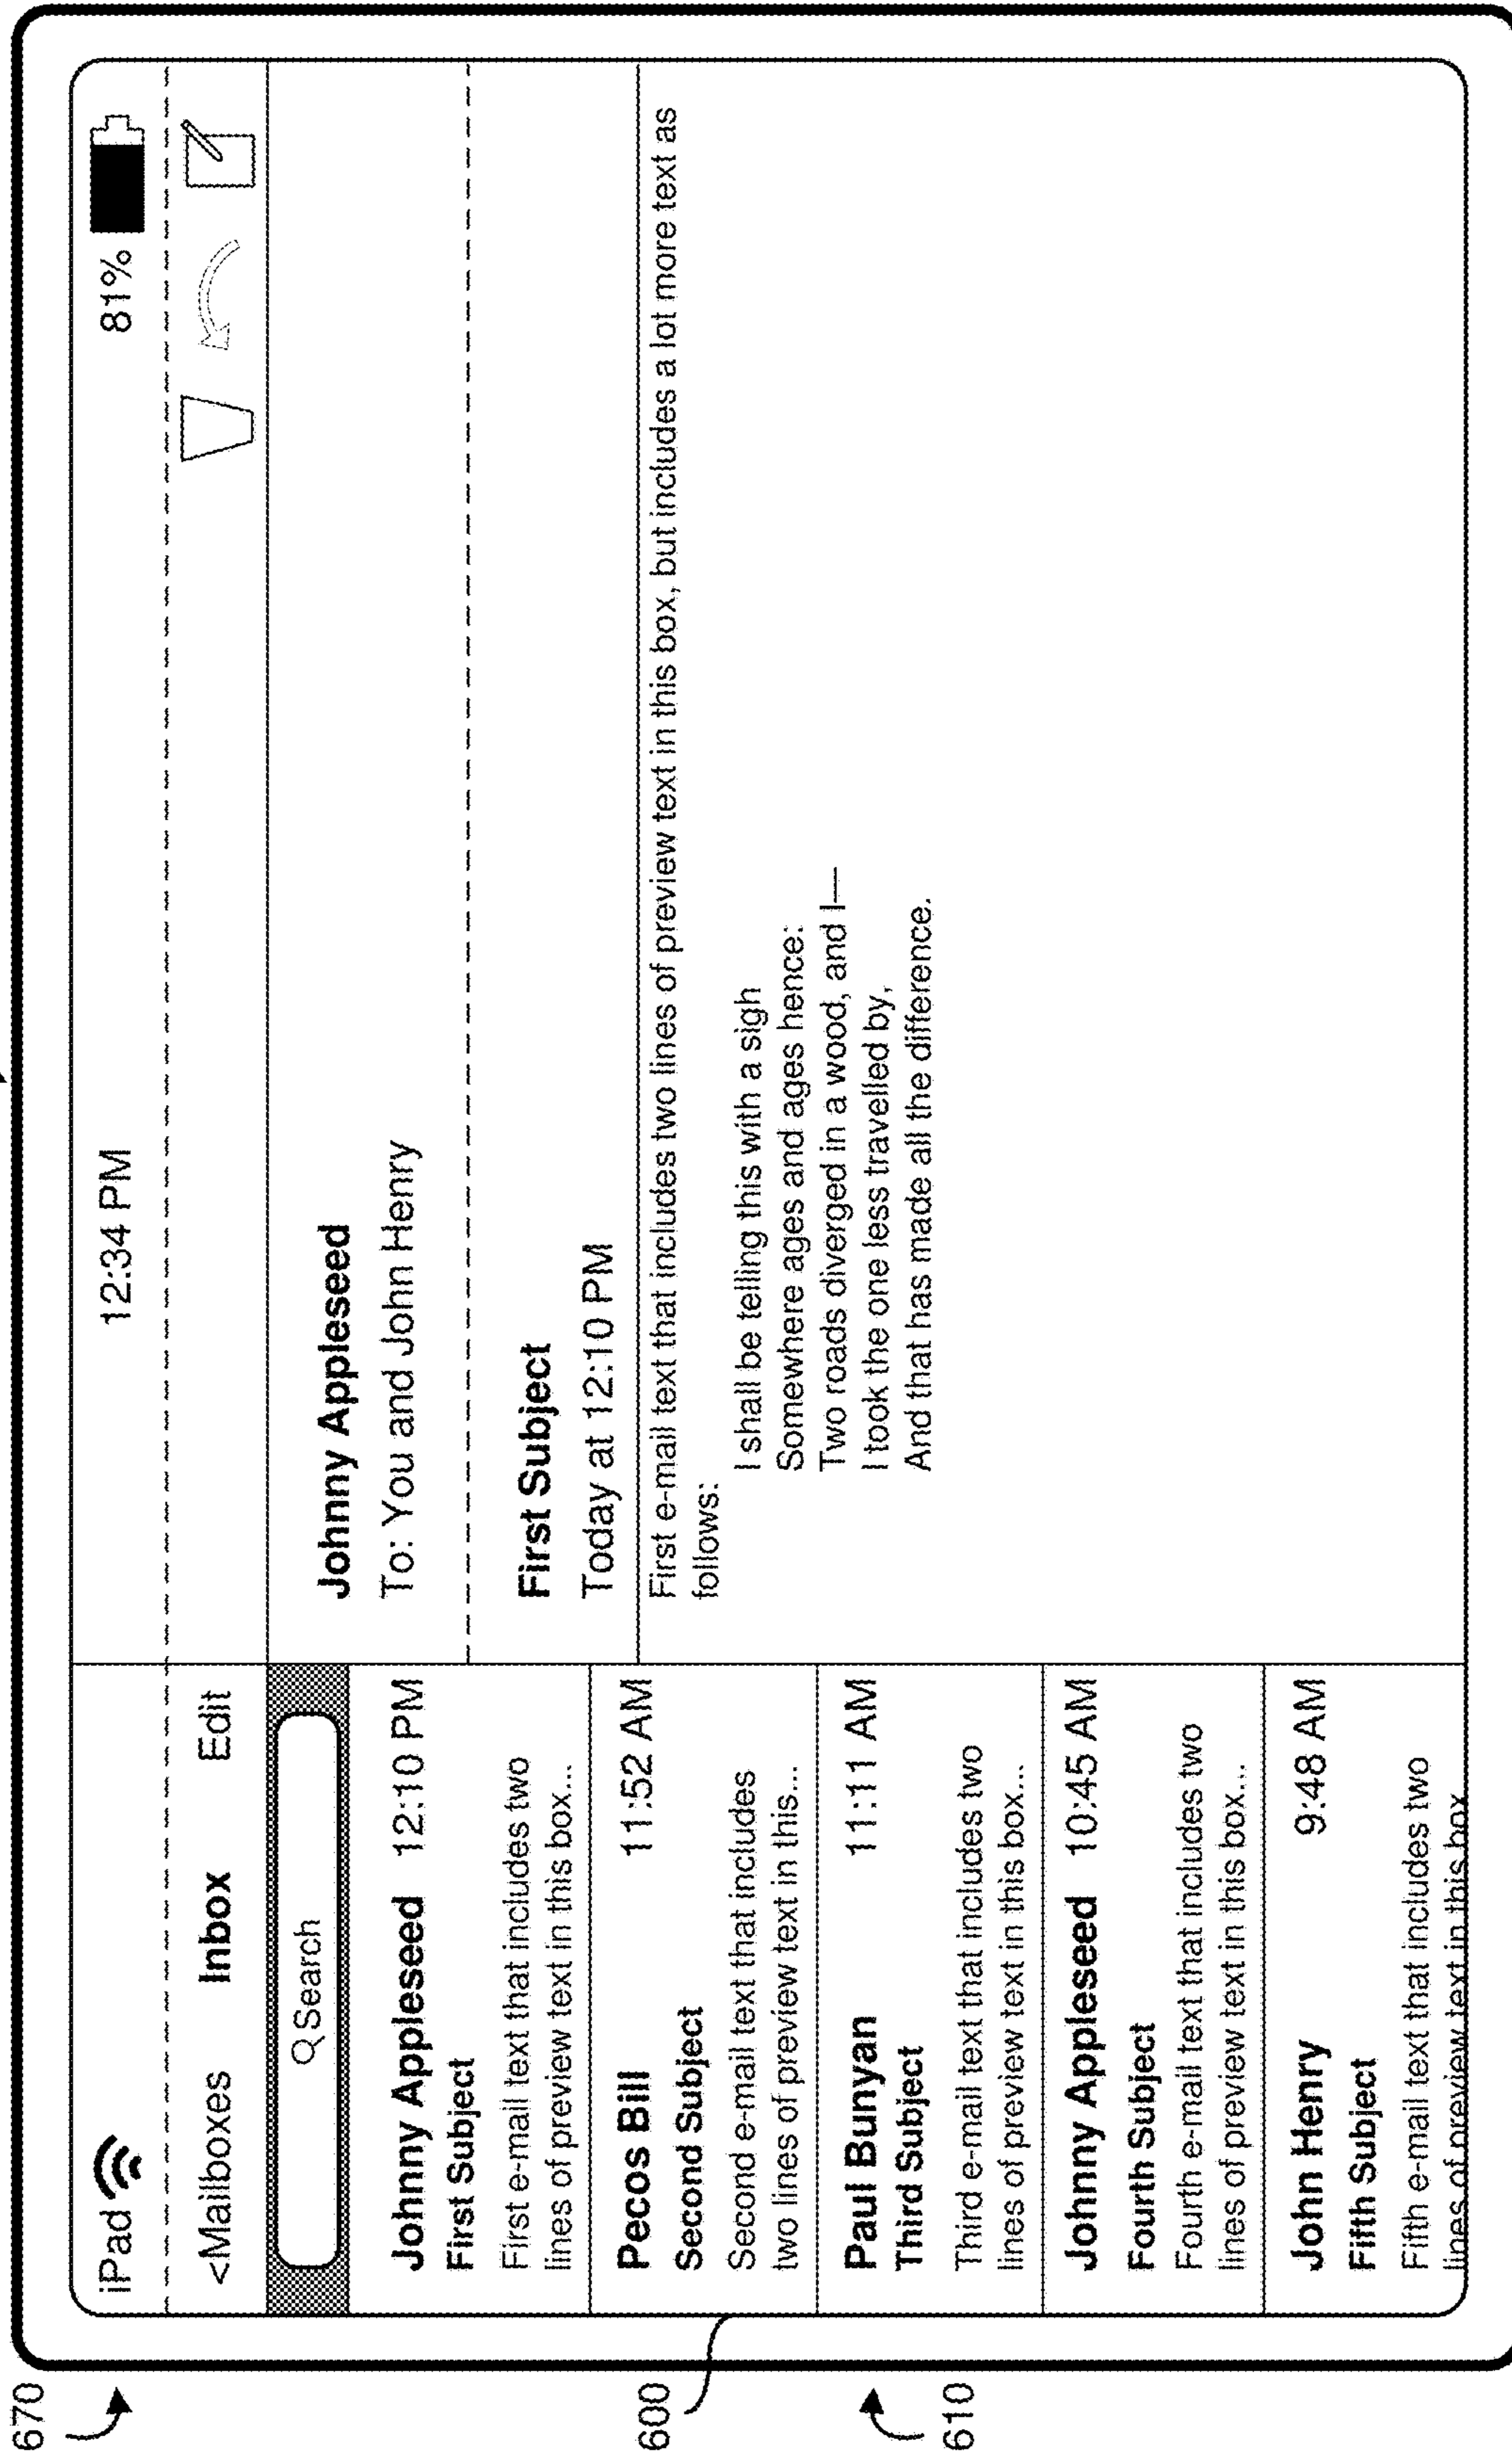 670
iPad
12:34 PM
81%
<Mailboxes Inbox Edit
Search
Johnny Appleseed 12:10 PM
First Subject
First e-mail text that includes two
lines of preview text in this box...
Pecos Bill 11:52 AM
Second Subject
Second e-mail text that includes
two lines of preview text in this...
Paul Bunyan 11:11 AM
Third Subject
Third e-mail text that includes two
lines of preview text in this box...
Johnny Appleseed 10:45 AM
Fourth Subject
Fourth e-mail text that includes two
lines of preview text in this box...
John Henry 9:48 AM
Fifth Subject
Fifth e-mail text that includes two
lines of preview text in this box
Johnny Appleseed
To: You and John Henry
First Subject
Today at 12:10 PM
First e-mail text that includes two lines of preview text in this box, but includes a lot more text as
follows:
I shall be telling this with a sigh
Somewhere ages and ages hence:
Two roads diverged in a wood, and I—
I took the one less travelled by,
And that has made all the difference.
600
610